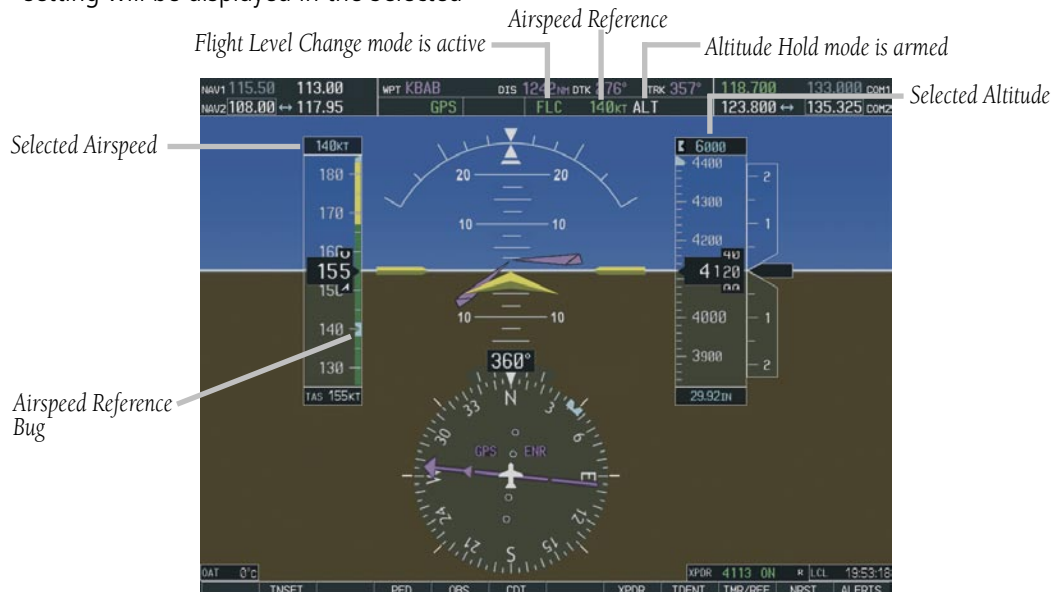 setting will be displayed in the Selected
Airspeed Reference
Flight Level Change mode is active
Altitude Hold mode is armed
Selected Altitude
Selected Airspeed
Airspeed Reference
Bug
NAV1 115.50 113.00
NAV2 108.00 ↔ 117.95
WPT KBAB DIS 1242NM DTK 276° TRK 357°
GPS FLC 140KT ALT
118.700 133.000 COM1
123.800 ↔ 135.325 COM2
140KT
180
170
160
155
150
140
130
TAS 155KT
20 20
10 10
10 10
360°
6000
4400
4300
4200
4120
4000
3900
29.92IN
2
1
1
2
N
3
6
E
12
15
S
21
24
W
30
33
GPS ENR
OAT 0°C
XPDR 4113 ON R LCL 19:53:18
INSET PFD OBS CDI XPDR IDENT TMR/REF NRST ALERTS